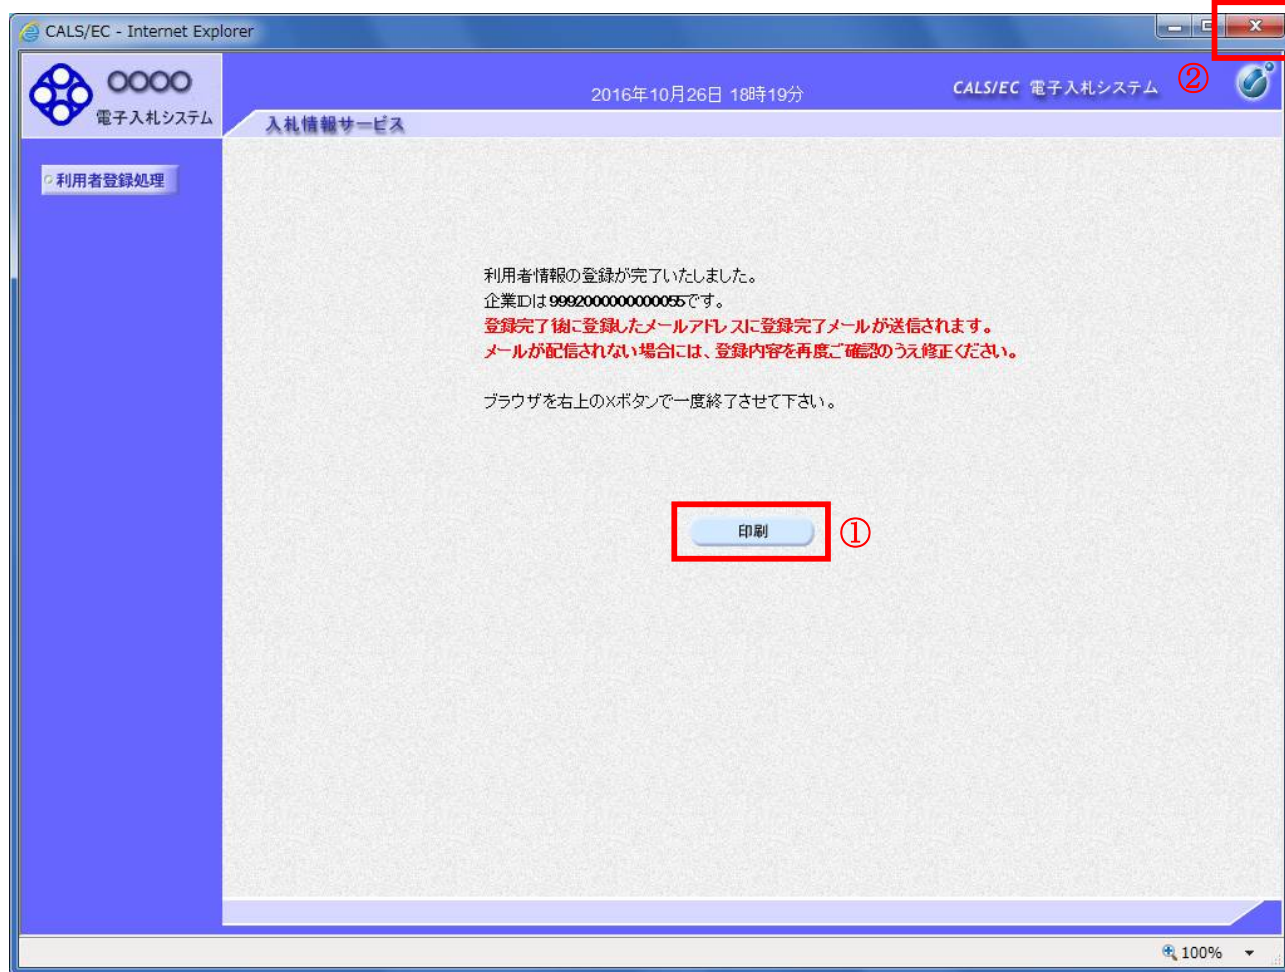 CALS/EC - Internet Explorer
○○○○
電子入札システム
2016年10月26日 18時19分
CALS/EC 電子入札システム
②
入札情報サービス
利用者登録処理
利用者情報の登録が完了いたしました。
企業IDは9992000000000055です。
登録完了後に登録したメールアドレスに登録完了メールが送信されます。
メールが配信されない場合には、登録内容を再度ご確認のうえ修正ください。
ブラウザを右上の×ボタンで一度終了させて下さい。
印刷
①
100%